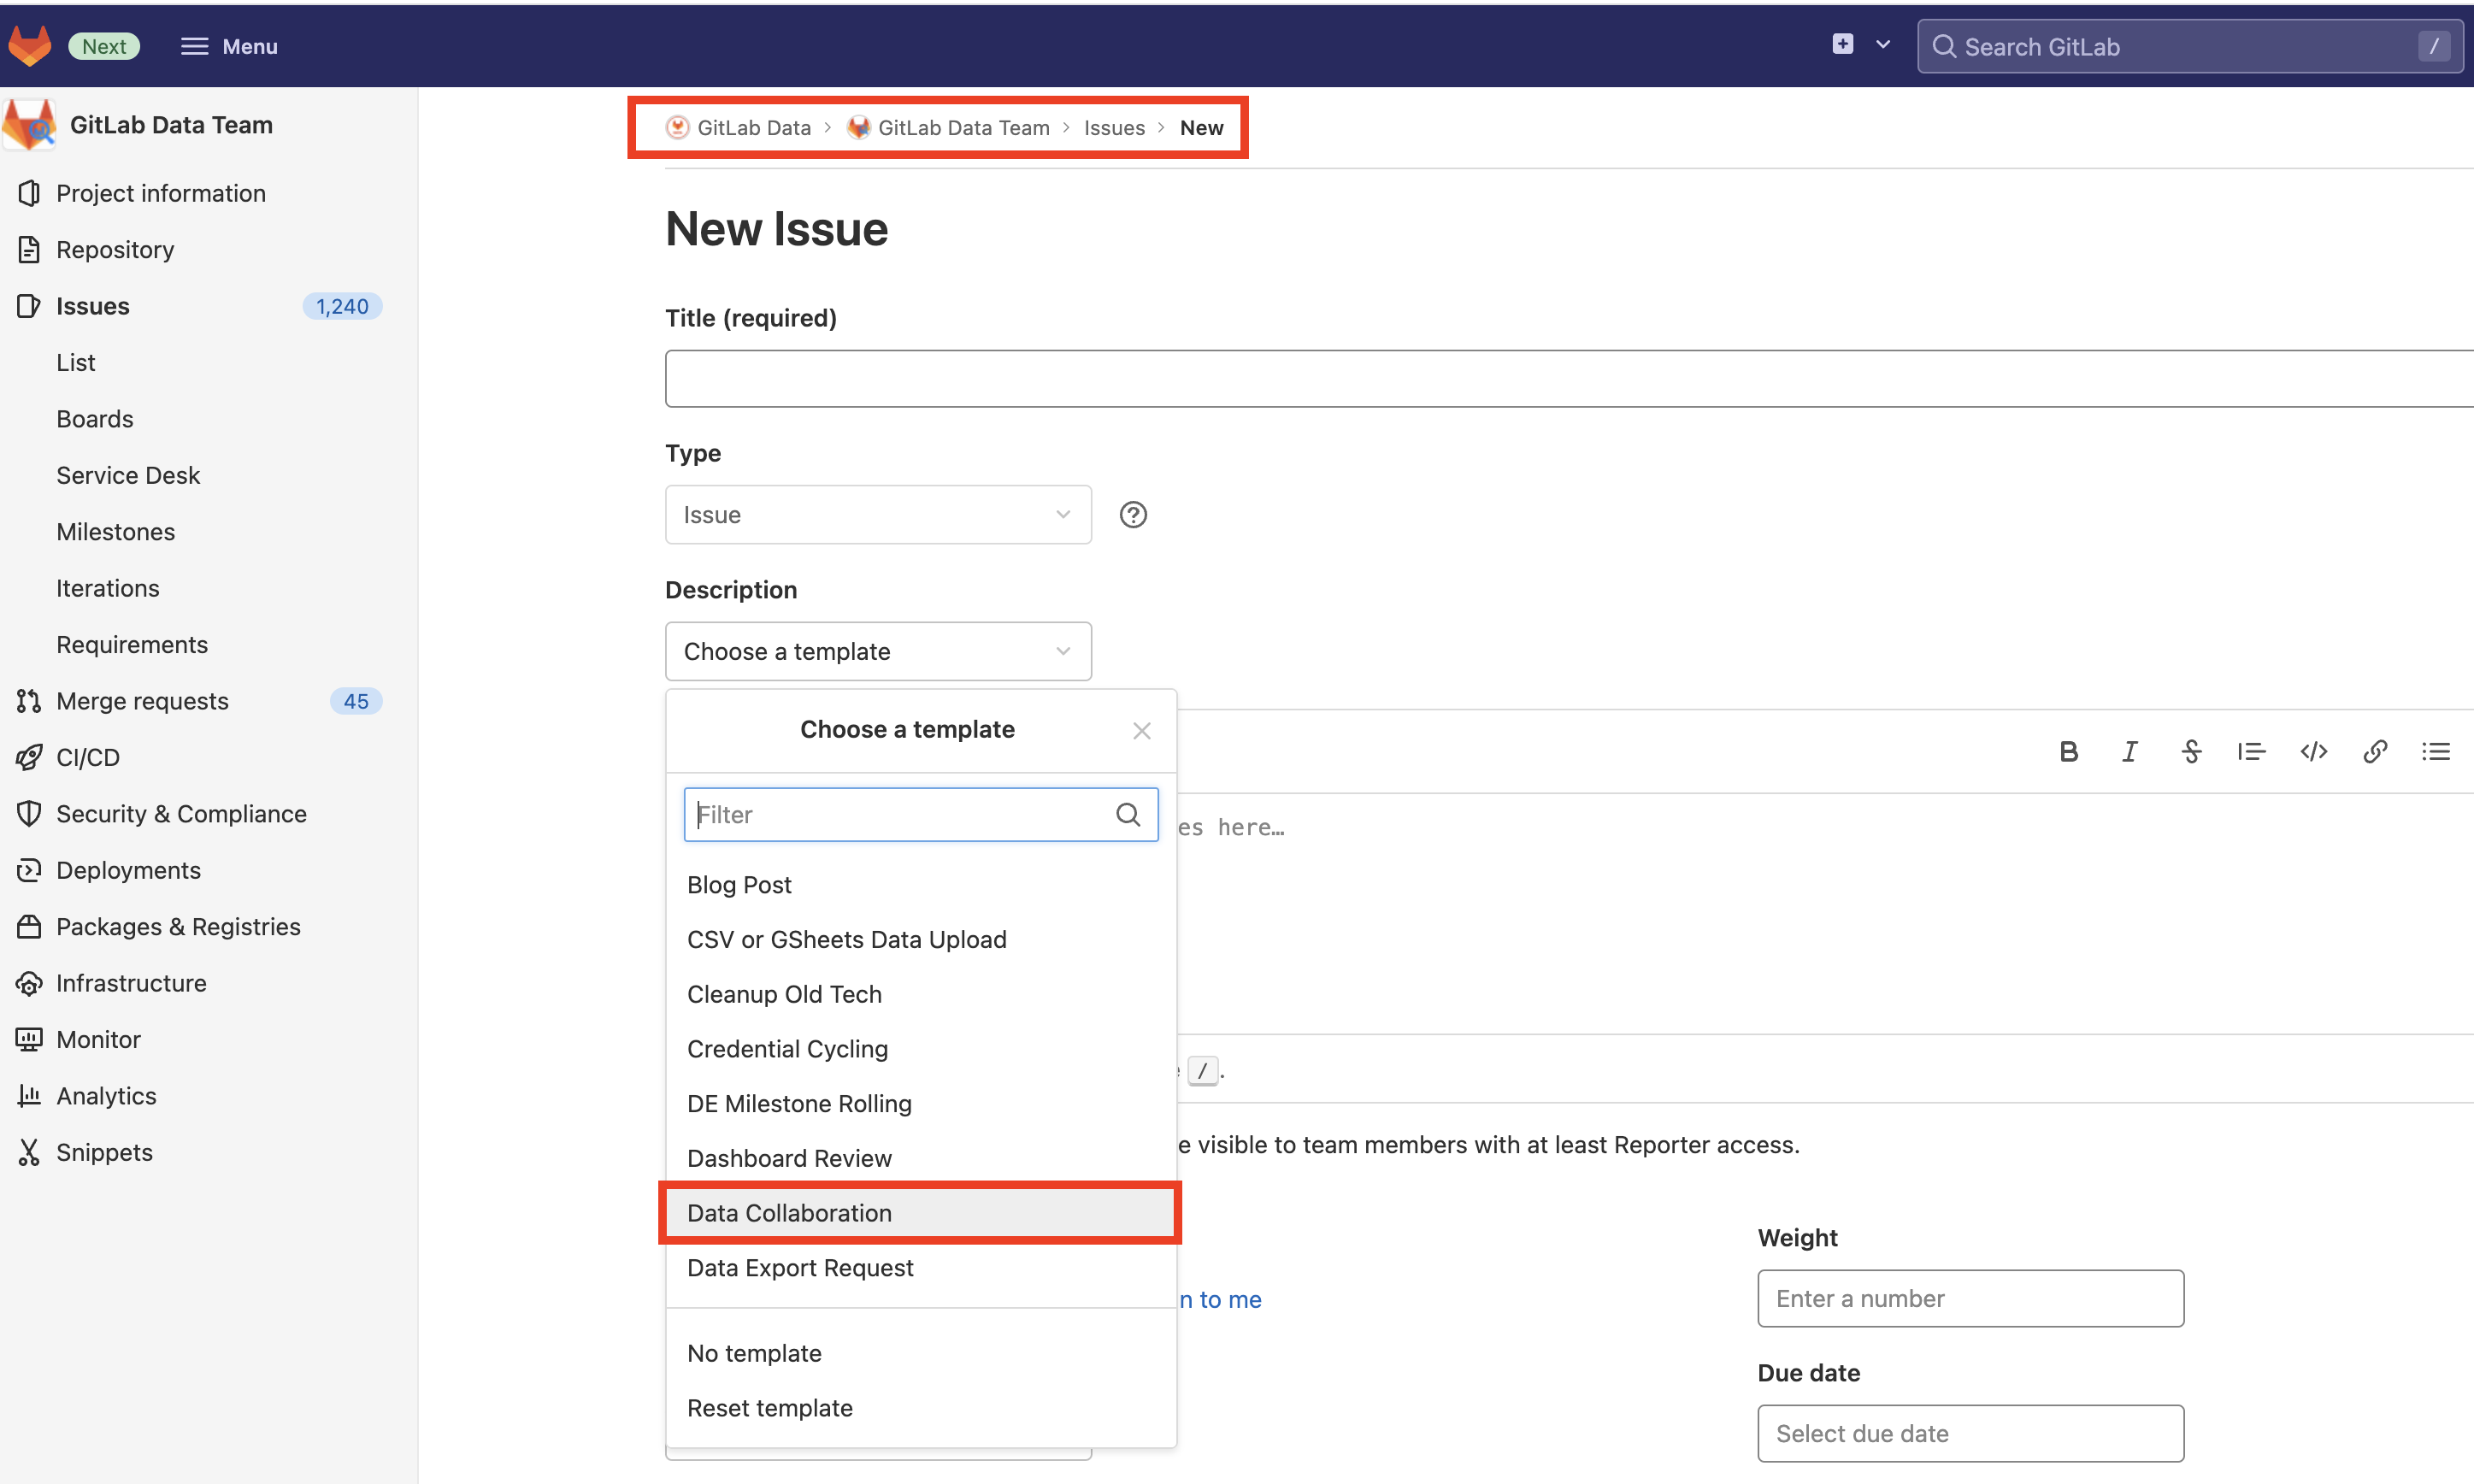 Next Menu Search GitLab /
GitLab Data Team
Project information
Repository
Issues 1,240
List
Boards
Service Desk
Milestones
Iterations
Requirements
Merge requests 45
CI/CD
Security & Compliance
Deployments
Packages & Registries
Infrastructure
Monitor
Analytics
Snippets
GitLab Data > GitLab Data Team > Issues > New
New Issue
Title (required)
Type
Issue
Description
Choose a template
Choose a template
Filter
Blog Post
CSV or GSheets Data Upload
Cleanup Old Tech
Credential Cycling
DE Milestone Rolling
Dashboard Review
Data Collaboration
Data Export Request
No template
Reset template
es here…
/.
e visible to team members with at least Reporter access.
n to me
Weight
Enter a number
Due date
Select due date